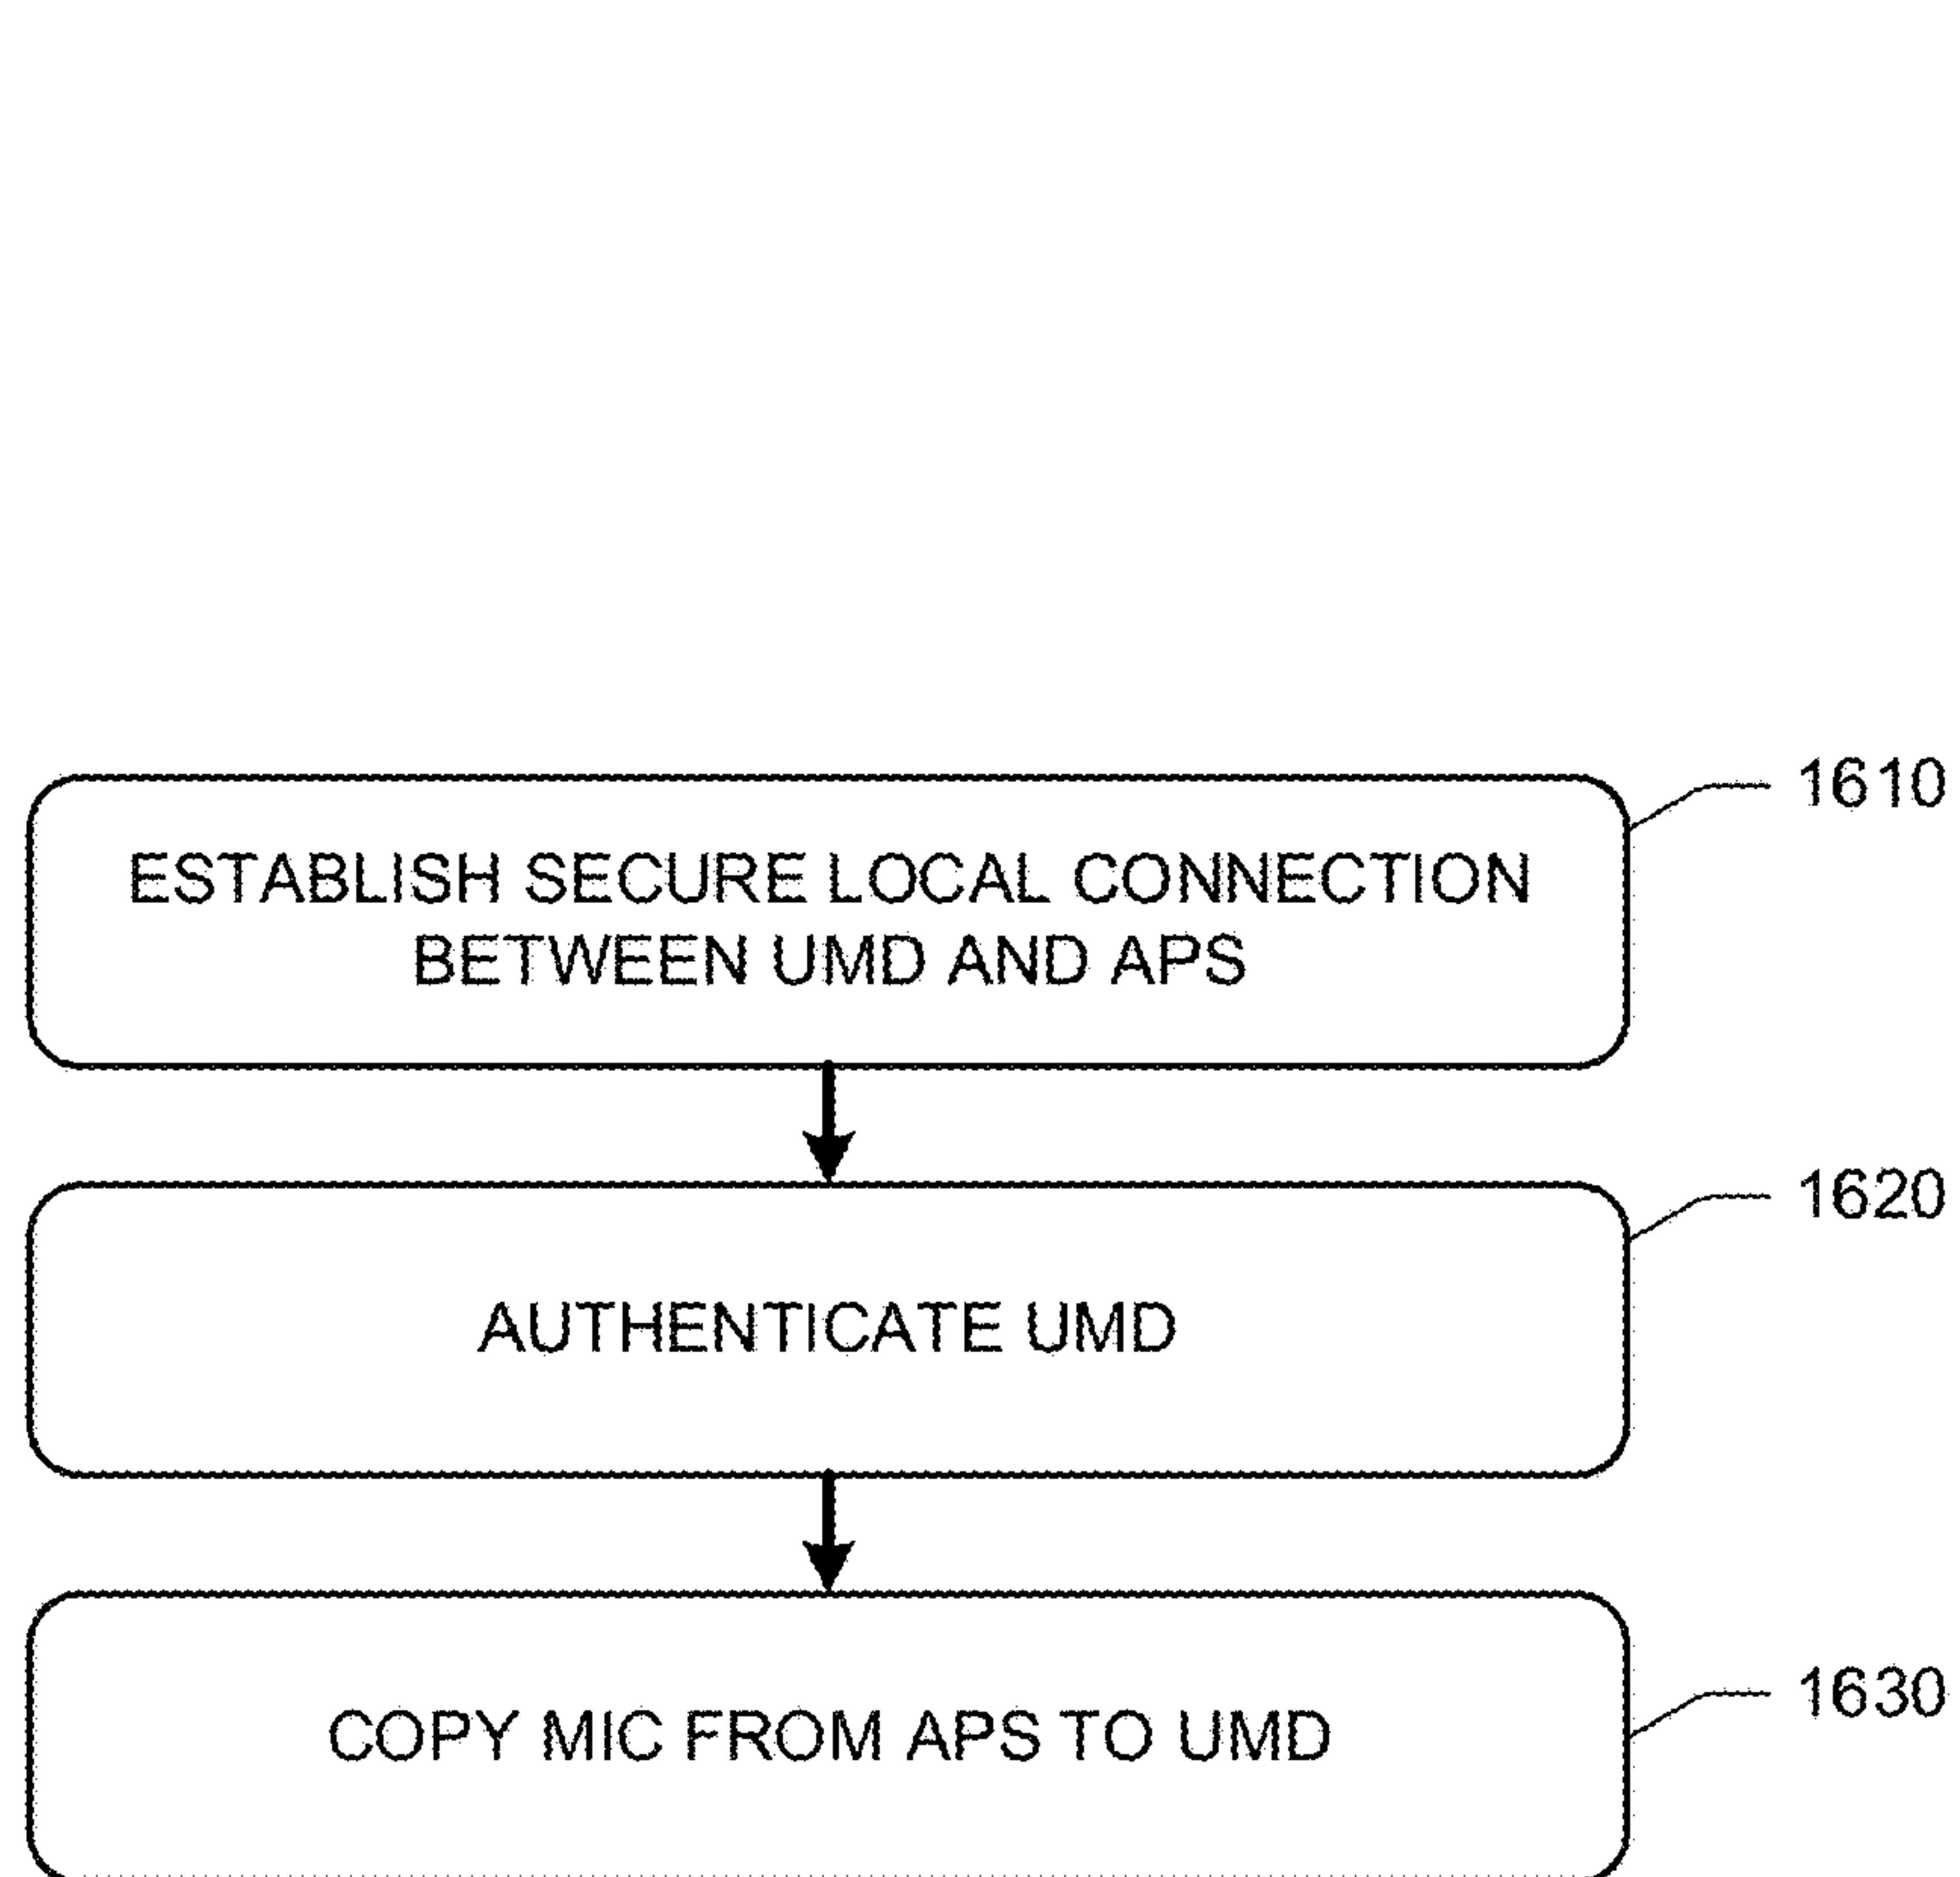 1610
ESTABLISH SECURE LOCAL CONNECTION
BETWEEN UMD AND APS
1620
AUTHENTICATE UMD
1630
COPY MIC FROM APS TO UMD